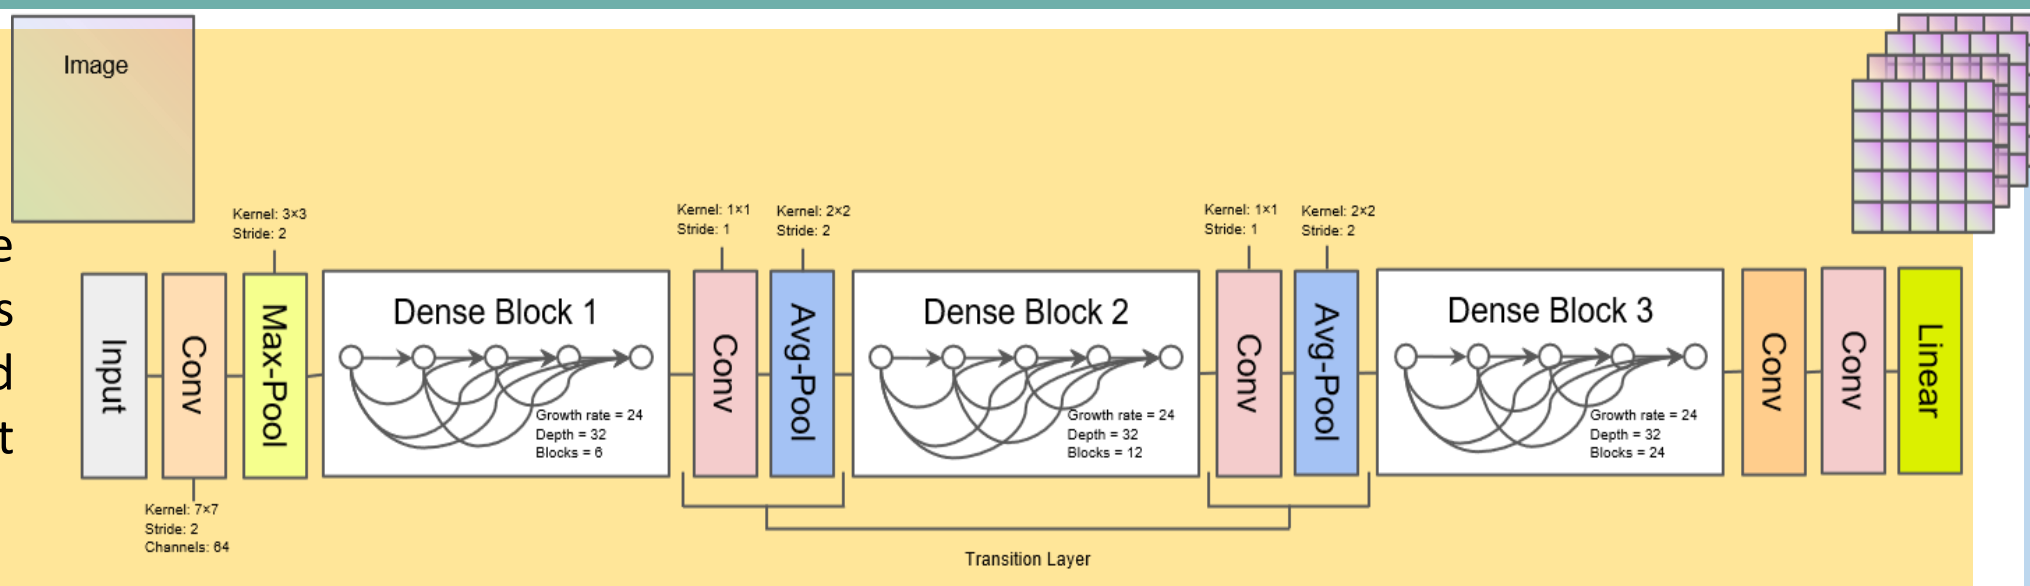 Image
e
s
d
t
Kernel: 3×3
Stride: 2
Kernel: 1×1
Stride: 1
Kernel: 2×2
Stride: 2
Kernel: 1×1
Stride: 1
Kernel: 2×2
Stride: 2
Input
Conv
Max-Pool
Dense Block 1
Growth rate = 24
Depth = 32
Blocks = 6
Conv
Avg-Pool
Dense Block 2
Growth rate = 24
Depth = 32
Blocks = 12
Conv
Avg-Pool
Dense Block 3
Growth rate = 24
Depth = 32
Blocks = 24
Conv
Conv
Linear
Kernel: 7×7
Stride: 2
Channels: 64
Transition Layer